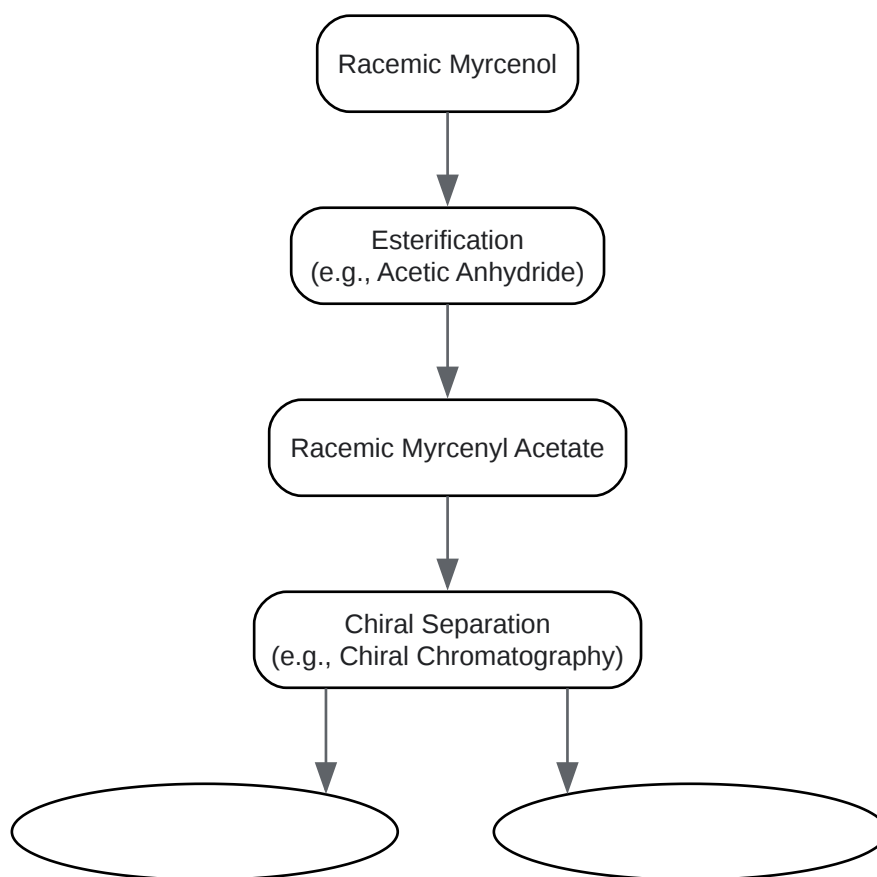 Racemic Myrcenol
Esterification
(e.g., Acetic Anhydride)
Racemic Myrcenyl Acetate
Chiral Separation
(e.g., Chiral Chromatography)